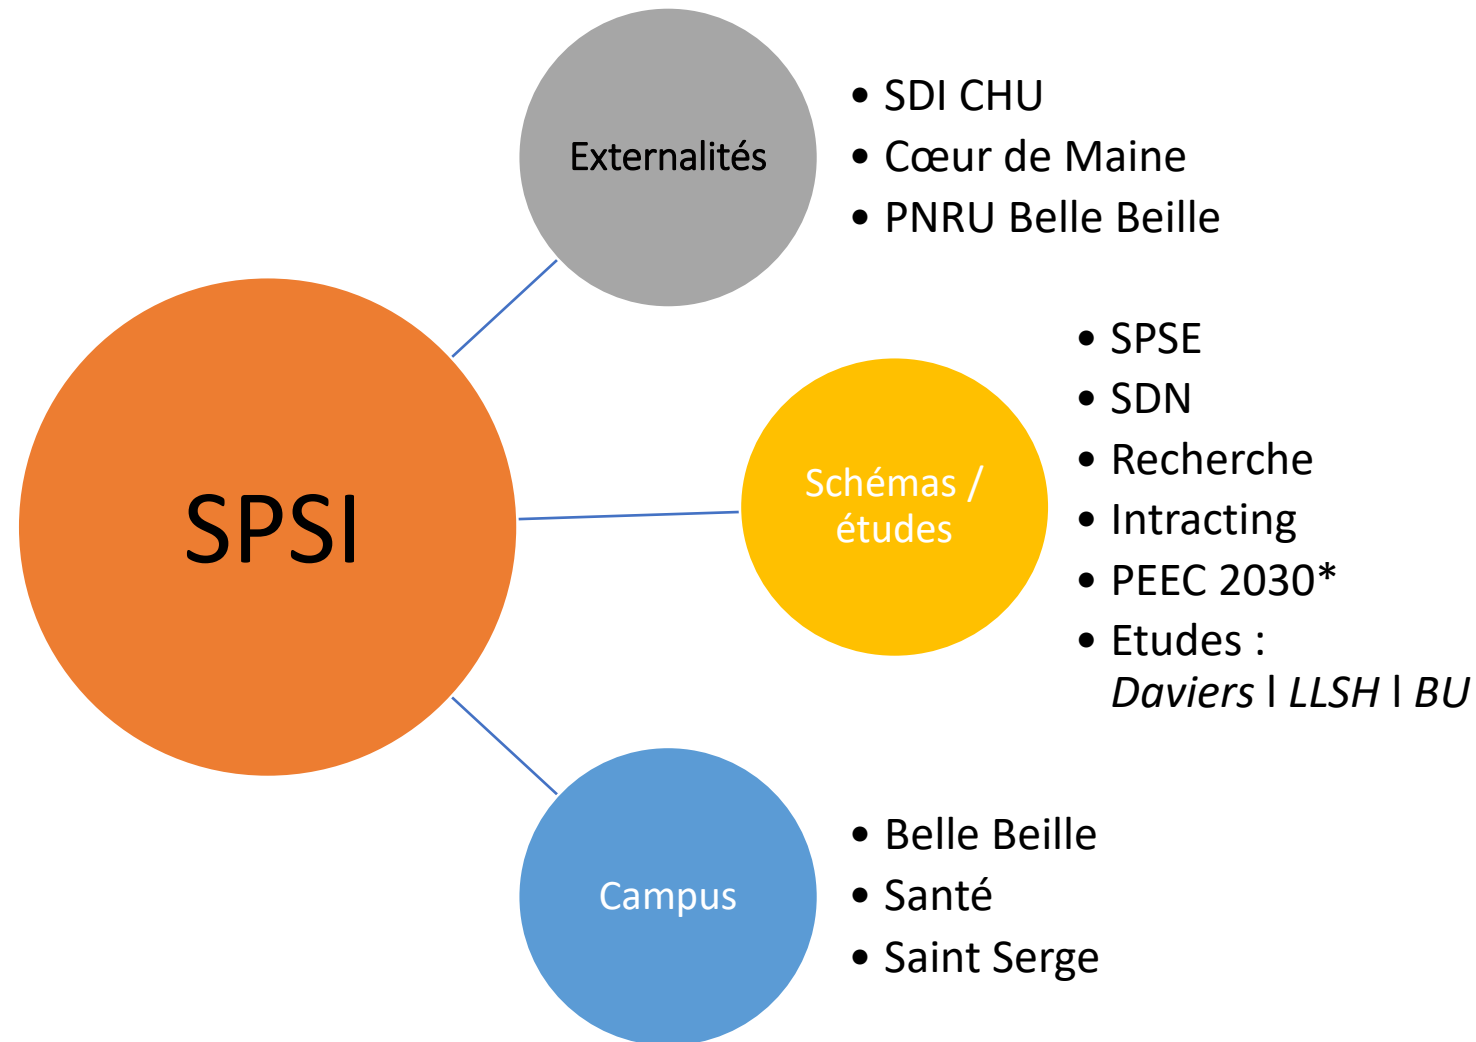 Externalités
• SDI CHU
• Cœur de Maine
• PNRU Belle Beille
SPSI
Schémas /
études
• SPSE
• SDN
• Recherche
• Intracting
• PEEC 2030*
• Etudes :
Daviers l LLSH l BU
Campus
• Belle Beille
• Santé
• Saint Serge